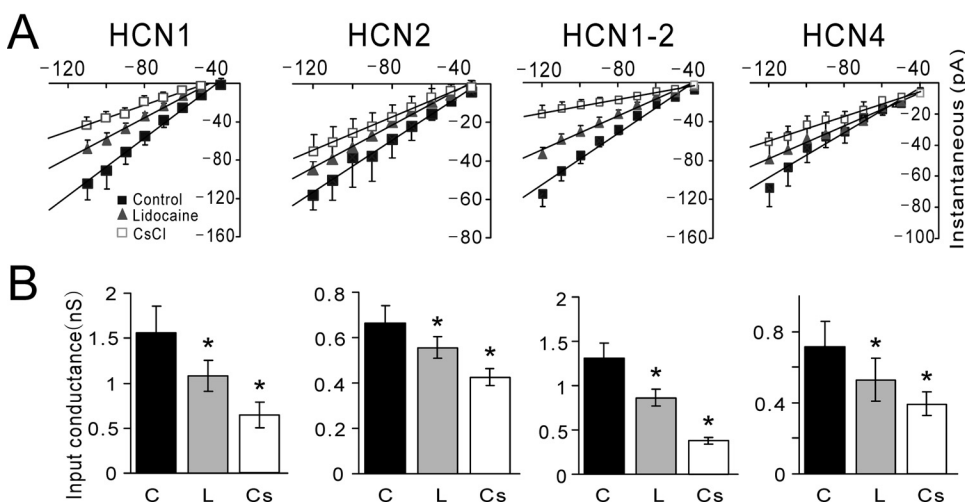 A
HCN1
HCN2
HCN1-2
HCN4
−120 −80 −40
−120 −80 −40
−120 −80 −40
−120 −80 −40
−40
−80
−120
−160
−20
−40
−60
−80
−40
−80
−120
−160
−20
−40
−60
−80
−100
Instantaneous (pA)
Control
Lidocaine
CsCl
B
Input conductance(nS)
2
1.5
1
0.5
0
0.8
0.6
0.4
0.2
0
2
1.5
1
0.5
0
0.8
0.4
0
*
*
*
*
*
*
*
*
C L Cs
C L Cs
C L Cs
C L Cs